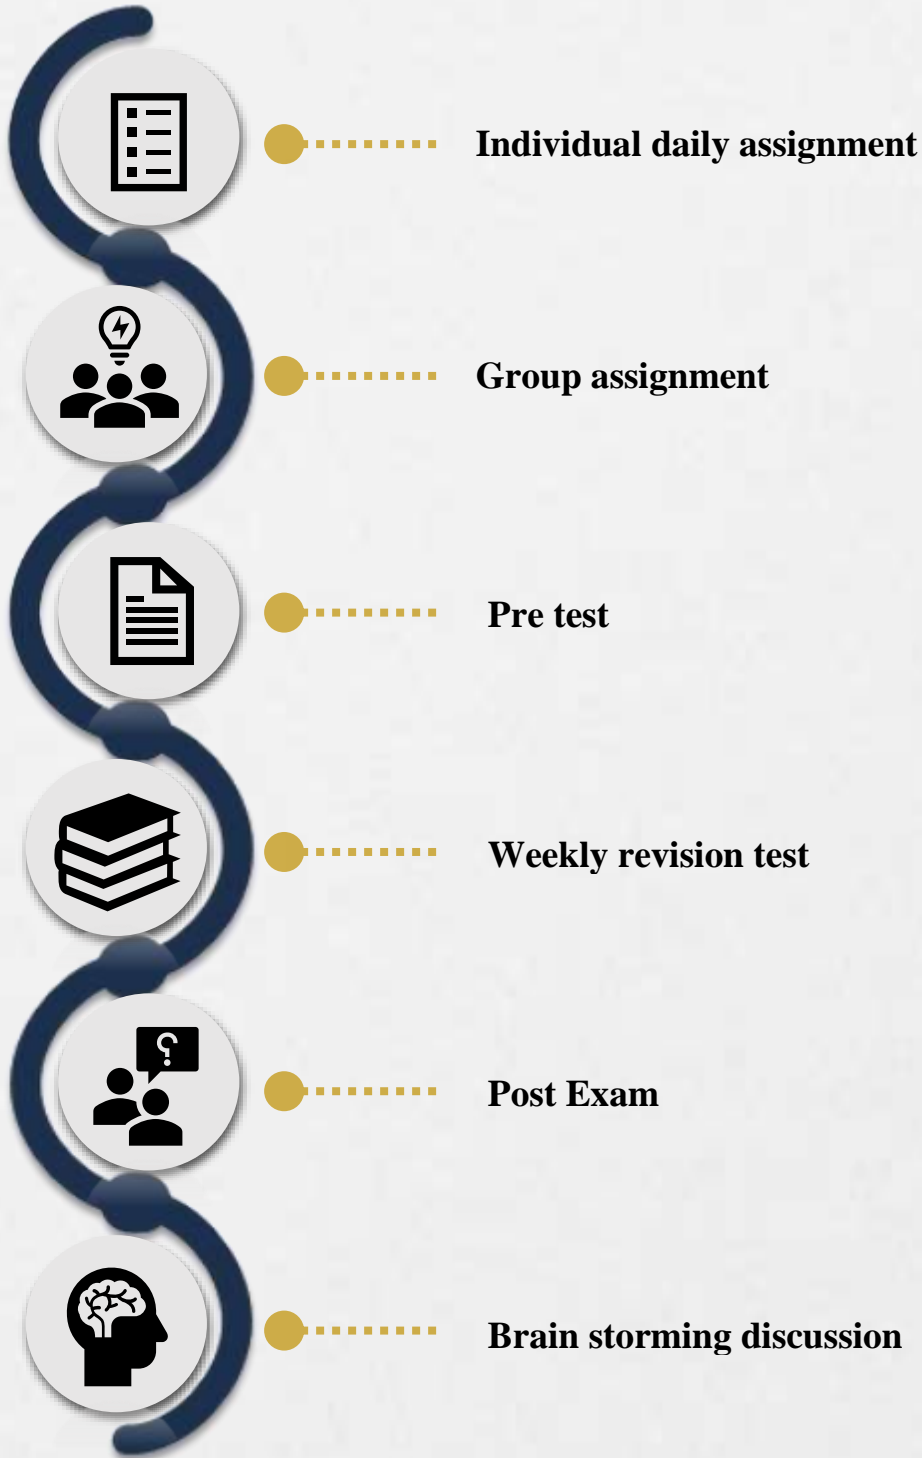 Individual daily assignment
Group assignment
Pre test
Weekly revision test
Post Exam
Brain storming discussion